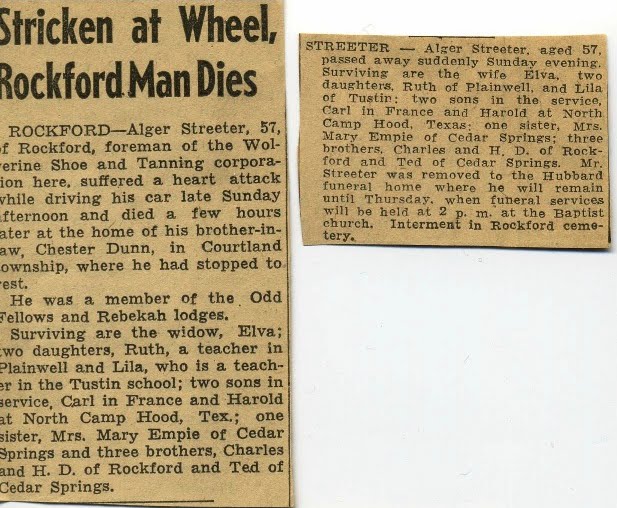 Stricken at Wheel,
Rockford Man Dies
ROCKFORD—Alger Streeter, 57,
of Rockford, foreman of the Wol-
verine Shoe and Tanning corpora-
tion here, suffered a heart attack
while driving his car late Sunday
afternoon and died a few hours
later at the home of his brother-in-
law, Chester Dunn, in Courtland
township, where he had stopped to
rest.
He was a member of the Odd
Fellows and Rebekah lodges.
Surviving are the widow, Elva;
two daughters, Ruth, a teacher in
Plainwell and Lila, who is a teach-
er in the Tustin school; two sons in
service, Carl in France and Harold
at North Camp Hood, Tex.; one
sister, Mrs. Mary Empie of Cedar
Springs and three brothers, Charles
and H. D. of Rockford and Ted of
Cedar Springs.
STREETER — Alger Streeter, aged 57,
passed away suddenly Sunday evening.
Surviving are the wife Elva, two
daughters, Ruth of Plainwell, and Lila
of Tustin; two sons in the service,
Carl in France and Harold at North
Camp Hood, Texas; one sister, Mrs.
Mary Empie of Cedar Springs; three
brothers, Charles and H. D. of Rock-
ford and Ted of Cedar Springs. Mr.
Streeter was removed to the Hubbard
funeral home where he will remain
until Thursday, when funeral services
will be held at 2 p. m. at the Baptist
church. Interment in Rockford ceme-
tery.